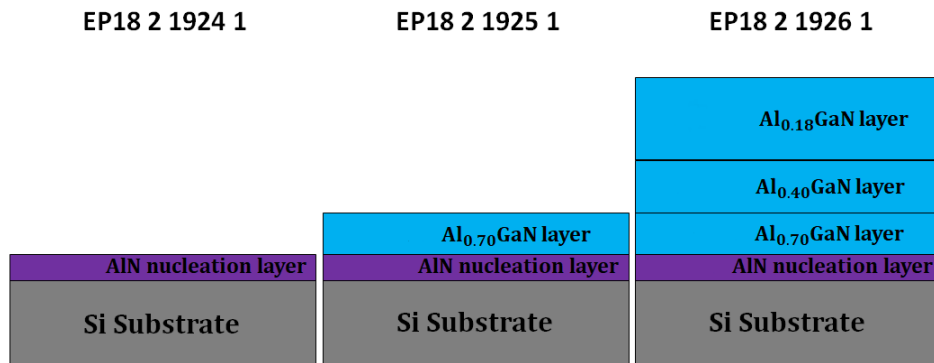 EP18 2 1924 1
EP18 2 1925 1
EP18 2 1926 1
Al0.18GaN layer
Al0.40GaN layer
Al0.70GaN layer
Al0.70GaN layer
AlN nucleation layer
AlN nucleation layer
AlN nucleation layer
Si Substrate
Si Substrate
Si Substrate